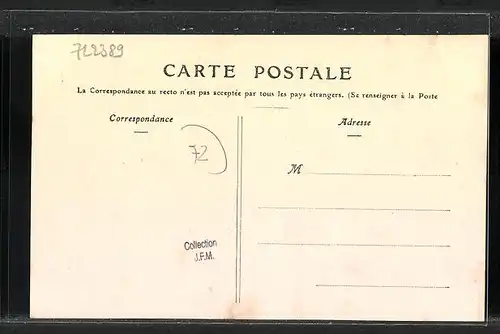 722389
CARTE POSTALE
La Correspondance au recto n'est pas acceptée par tous les pays étrangers. (Se renseigner à la Poste
Correspondance
Adresse
72
M
Collection
J.F.M.